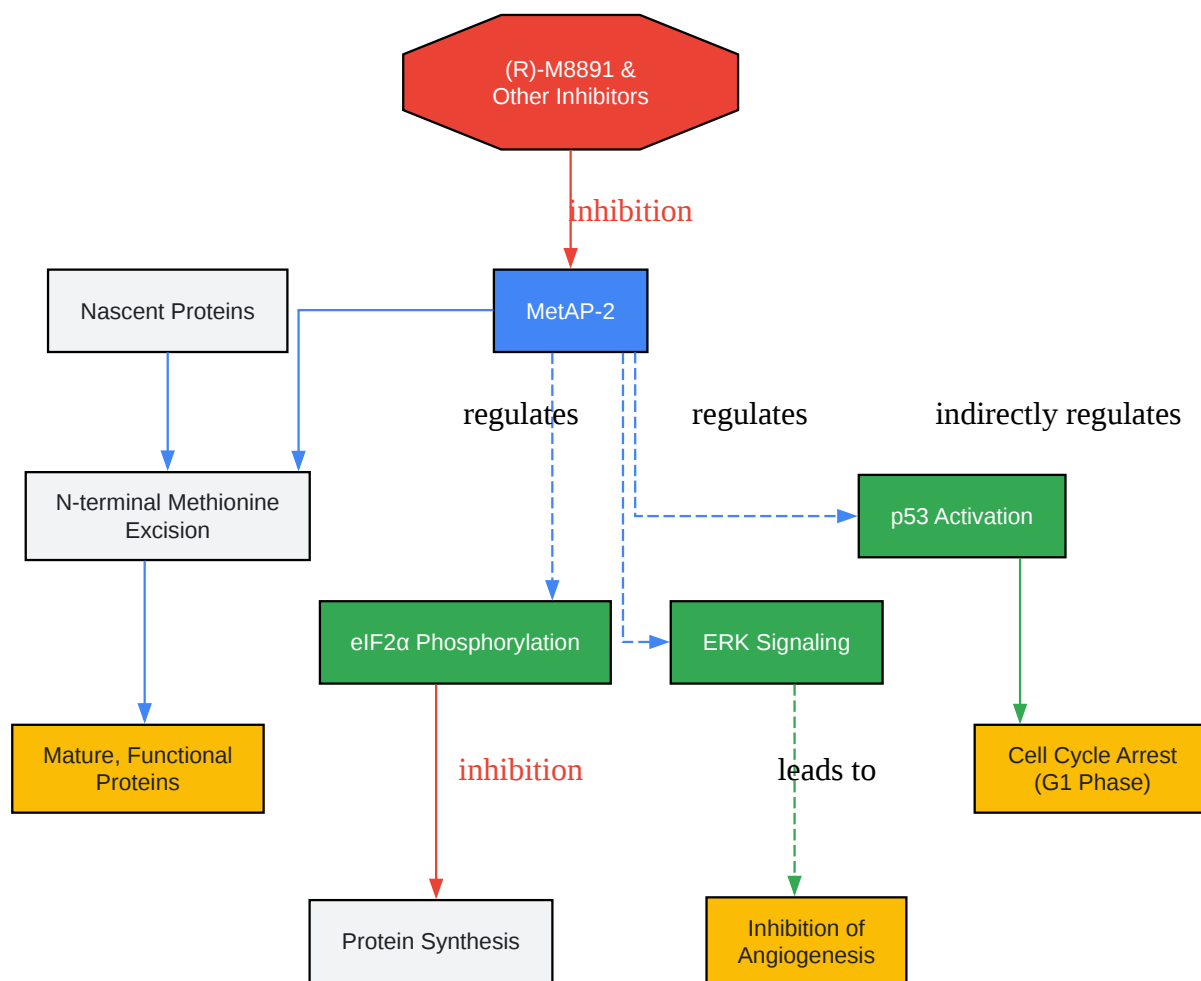 (R)-M8891 &
Other Inhibitors
inhibition
Nascent Proteins
MetAP-2
regulates
regulates
indirectly regulates
N-terminal Methionine
Excision
p53 Activation
eIF2α Phosphorylation
ERK Signaling
Mature, Functional
Proteins
inhibition
leads to
Cell Cycle Arrest
(G1 Phase)
Protein Synthesis
Inhibition of
Angiogenesis